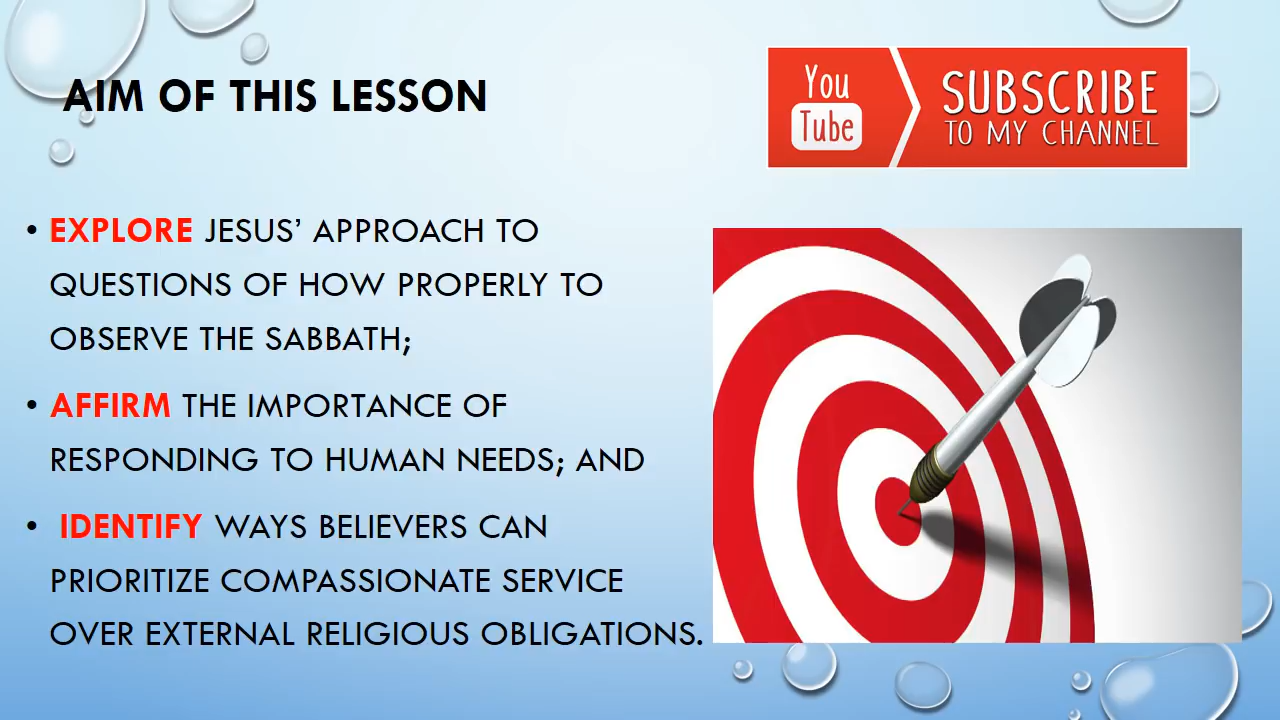 AIM OF THIS LESSON
You
Tube
SUBSCRIBE
TO MY CHANNEL
• EXPLORE JESUS’ APPROACH TO
QUESTIONS OF HOW PROPERLY TO
OBSERVE THE SABBATH;
• AFFIRM THE IMPORTANCE OF
RESPONDING TO HUMAN NEEDS; AND
• IDENTIFY WAYS BELIEVERS CAN
PRIORITIZE COMPASSIONATE SERVICE
OVER EXTERNAL RELIGIOUS OBLIGATIONS.